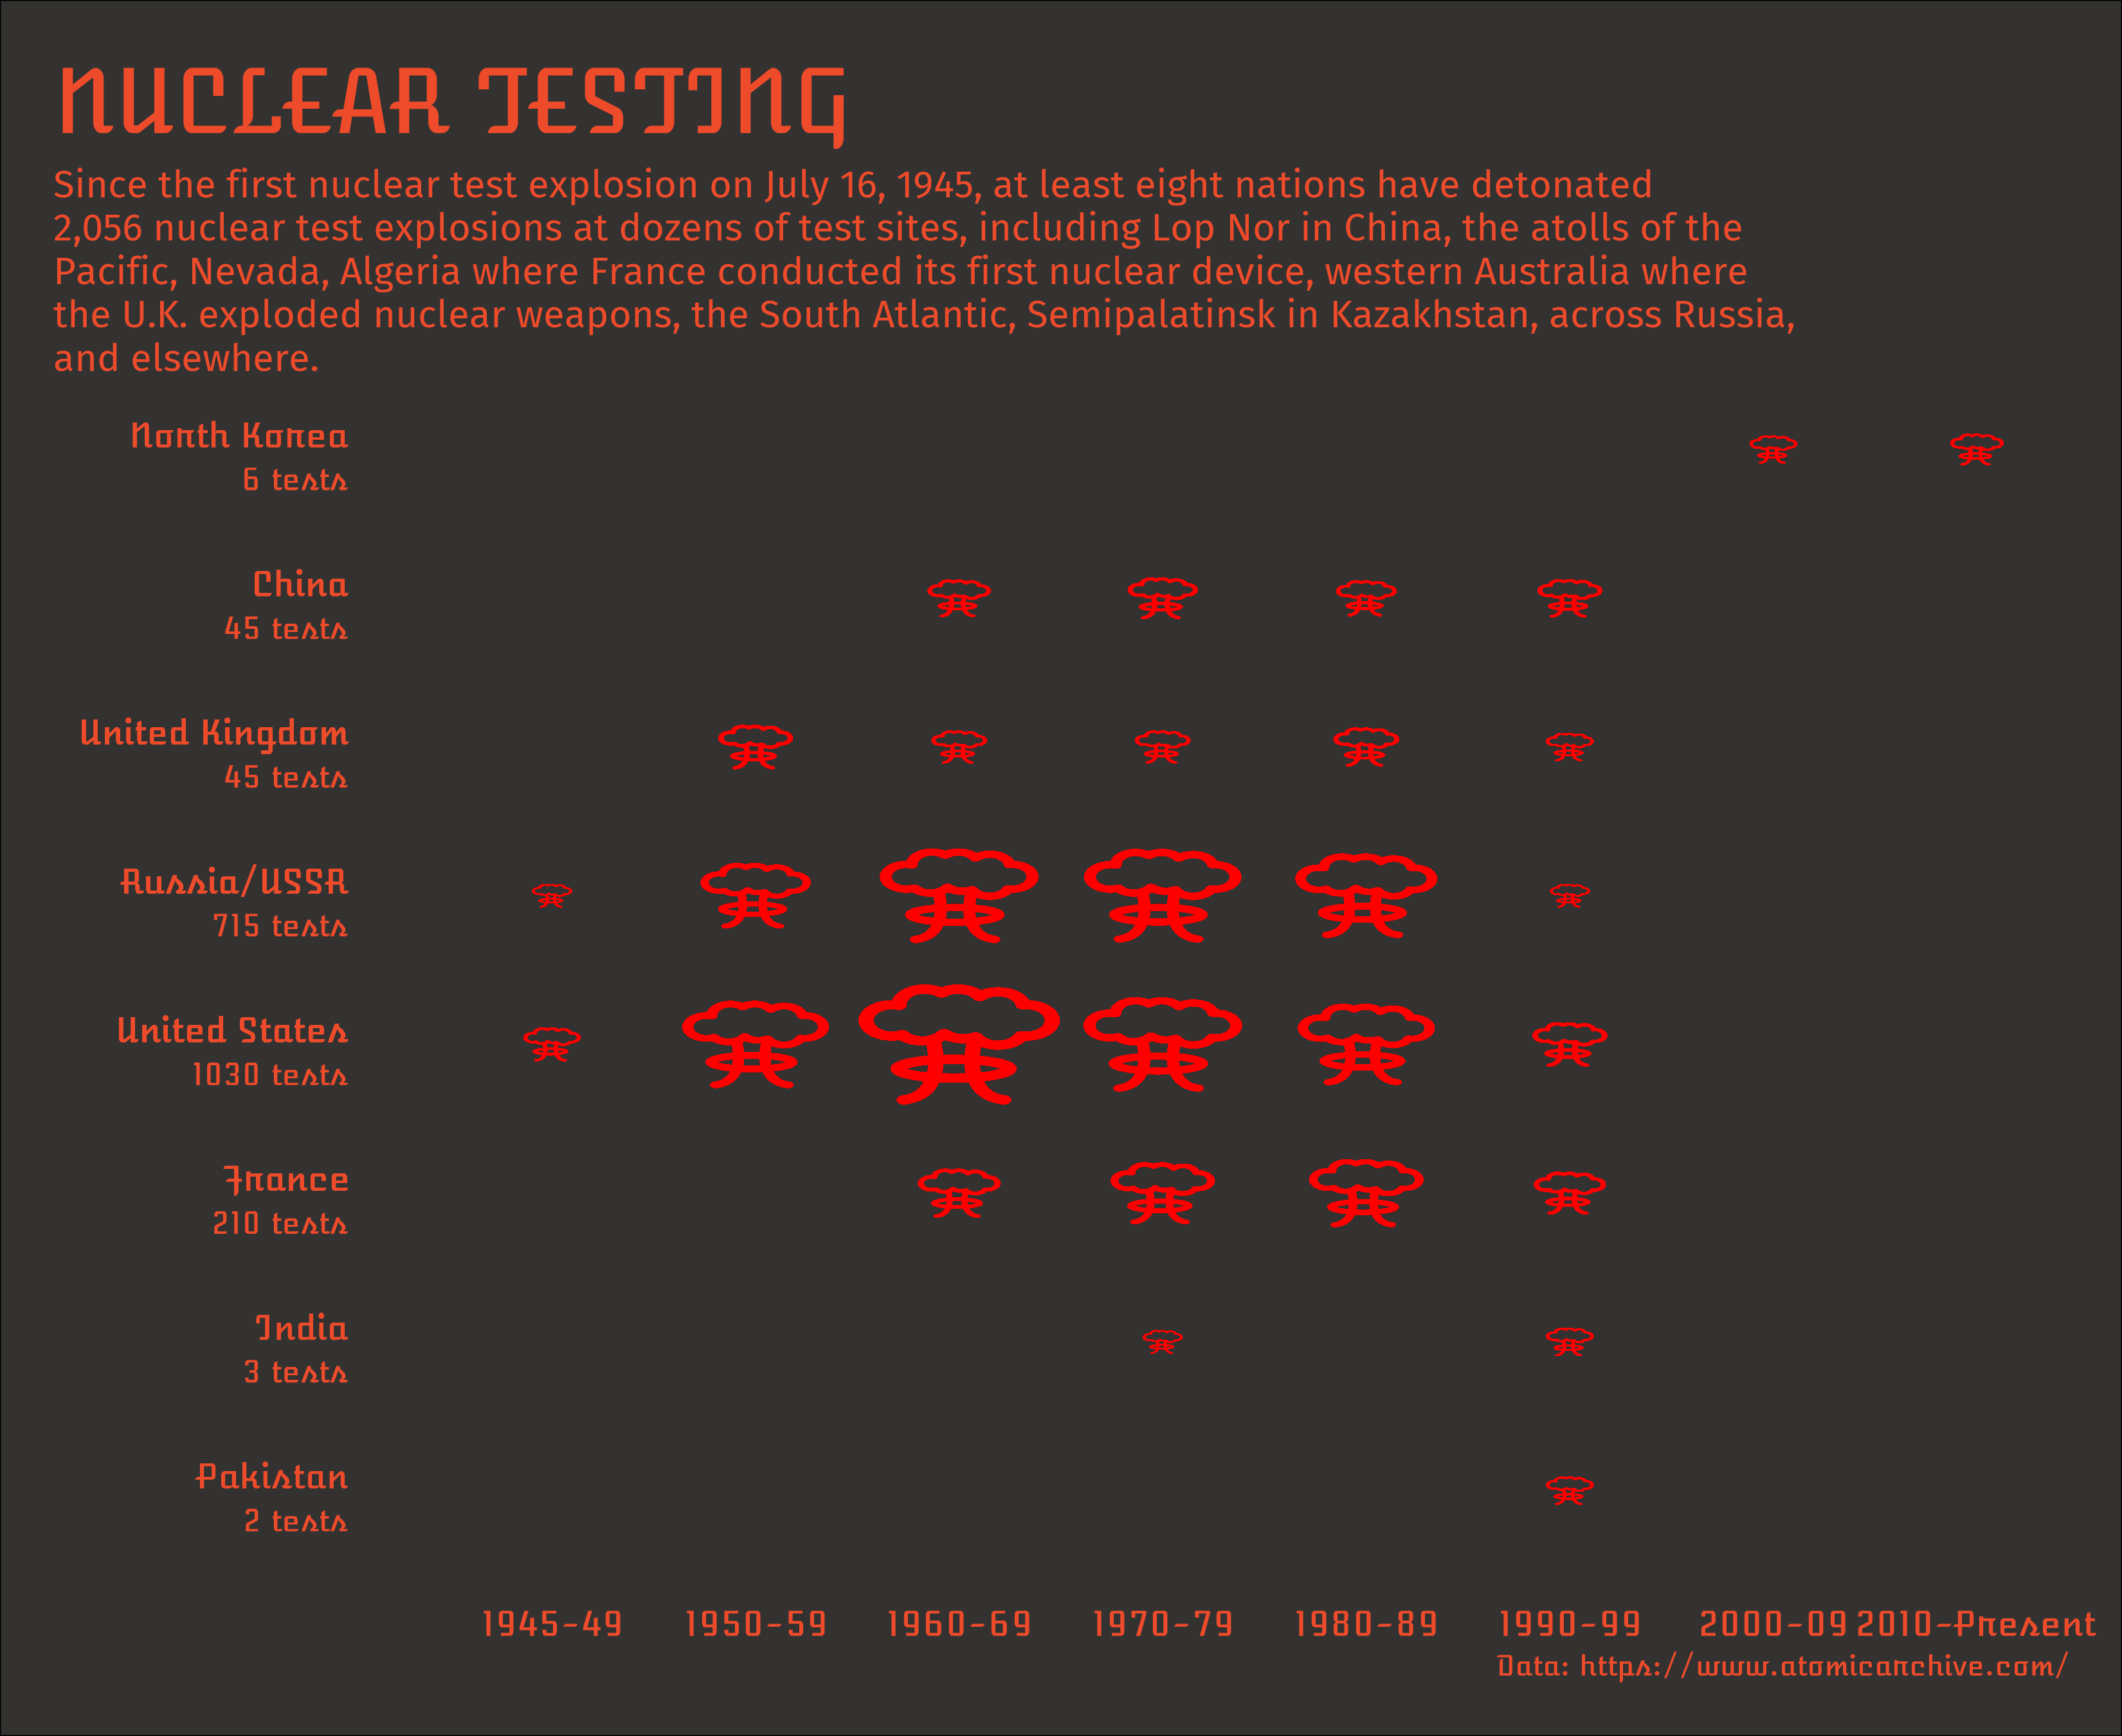 NUCLEAR TESTING
Since the first nuclear test explosion on July 16, 1945, at least eight nations have detonated
2,056 nuclear test explosions at dozens of test sites, including Lop Nor in China, the atolls of the
Pacific, Nevada, Algeria where France conducted its first nuclear device, western Australia where
the U.K. exploded nuclear weapons, the South Atlantic, Semipalatinsk in Kazakhstan, across Russia,
and elsewhere.
North Korea
6 tests
China
45 tests
United Kingdom
45 tests
Russia/USSR
715 tests
United States
1030 tests
France
210 tests
India
3 tests
Pakistan
2 tests
1945-49 1950-59 1960-69 1970-79 1980-89 1990-99 2000-09 2010-Present
Data: https://www.atomicarchive.com/